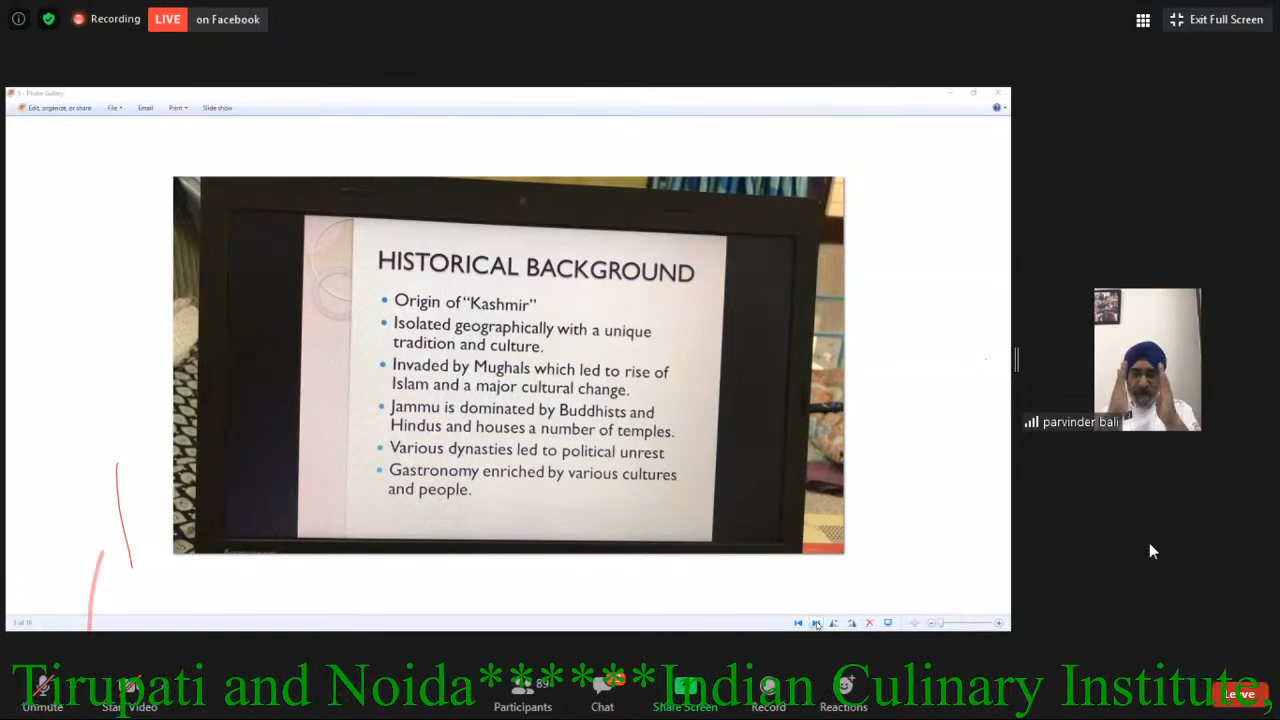 Recording
LIVE on Facebook
Exit Full Screen
5 - Photo Gallery
Edit, organize, or share File Email Print Slide show
HISTORICAL BACKGROUND
• Origin of “Kashmir”
• Isolated geographically with a unique
tradition and culture.
• Invaded by Mughals which led to rise of
Islam and a major cultural change.
• Jammu is dominated by Buddhists and
Hindus and houses a number of temples.
• Various dynasties led to political unrest
• Gastronomy enriched by various cultures
and people.
parvinder bali
Tirupati and Noida******Indian Culinary Institute,
89
Unmute Start Video Participants Chat Share Screen Record Reactions Leave